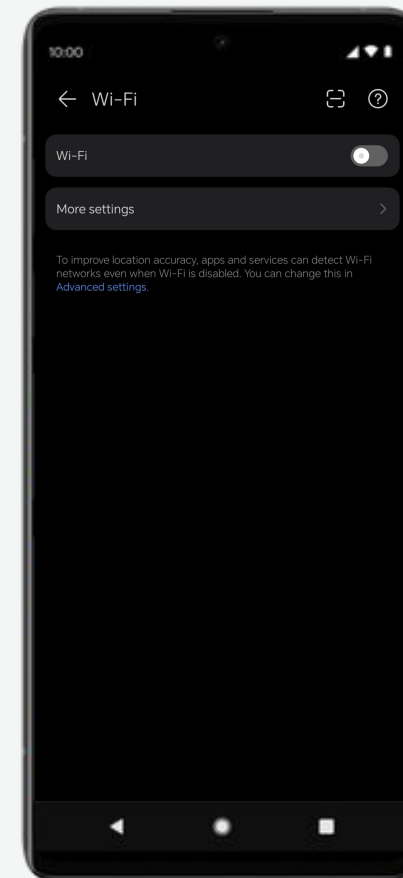 10:00
Wi-Fi
Wi-Fi
More settings
To improve location accuracy, apps and services can detect Wi-Fi
networks even when Wi-Fi is disabled. You can change this in
Advanced settings.